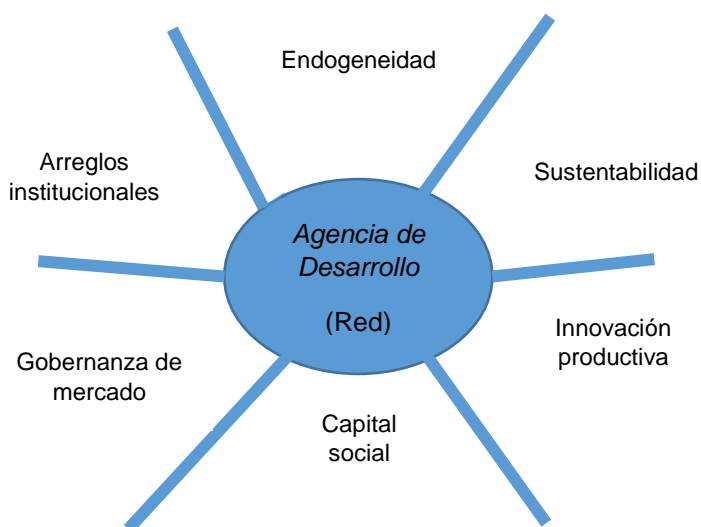 Endogeneidad
Arreglos
institucionales
Sustentabilidad
Agencia de
Desarrollo
(Red)
Innovación
productiva
Gobernanza de
mercado
Capital
social